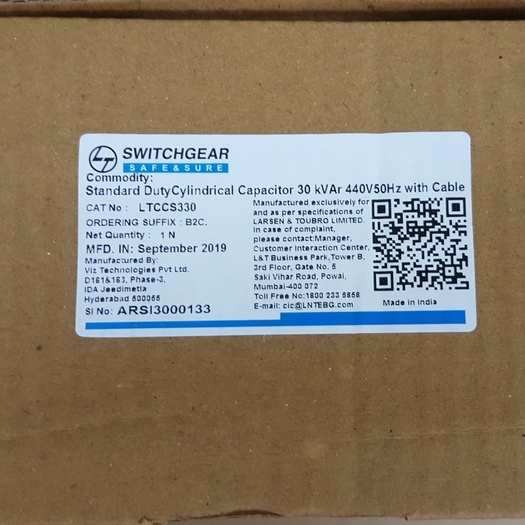 SWITCHGEAR
SAFE & SURE
Commodity:
Standard DutyCylindrical Capacitor 30 kVAr 440V50Hz with Cable
CAT No : LTCCS330
ORDERING SUFFIX : B2C.
Net Quantity : 1 N
MFD. IN: September 2019
Manufactured By:
Viz Technologies Pvt Ltd.
D181&183, Phase-3,
IDA Jeedimetla
Hyderabad 500055
SI No: ARSI3000133
Manufactured exclusively for
and as per specifications of
LARSEN & TOUBRO LIMITED.
In case of complaint,
please contact:Manager,
Customer Interaction Center,
L&T Business Park,Tower B,
3rd Floor, Gate No. 5
Saki Vihar Road, Powai,
Mumbai-400 072
Toll Free No:1800 233 5858
E-mail: cic@LNTEBG.com
Made in India